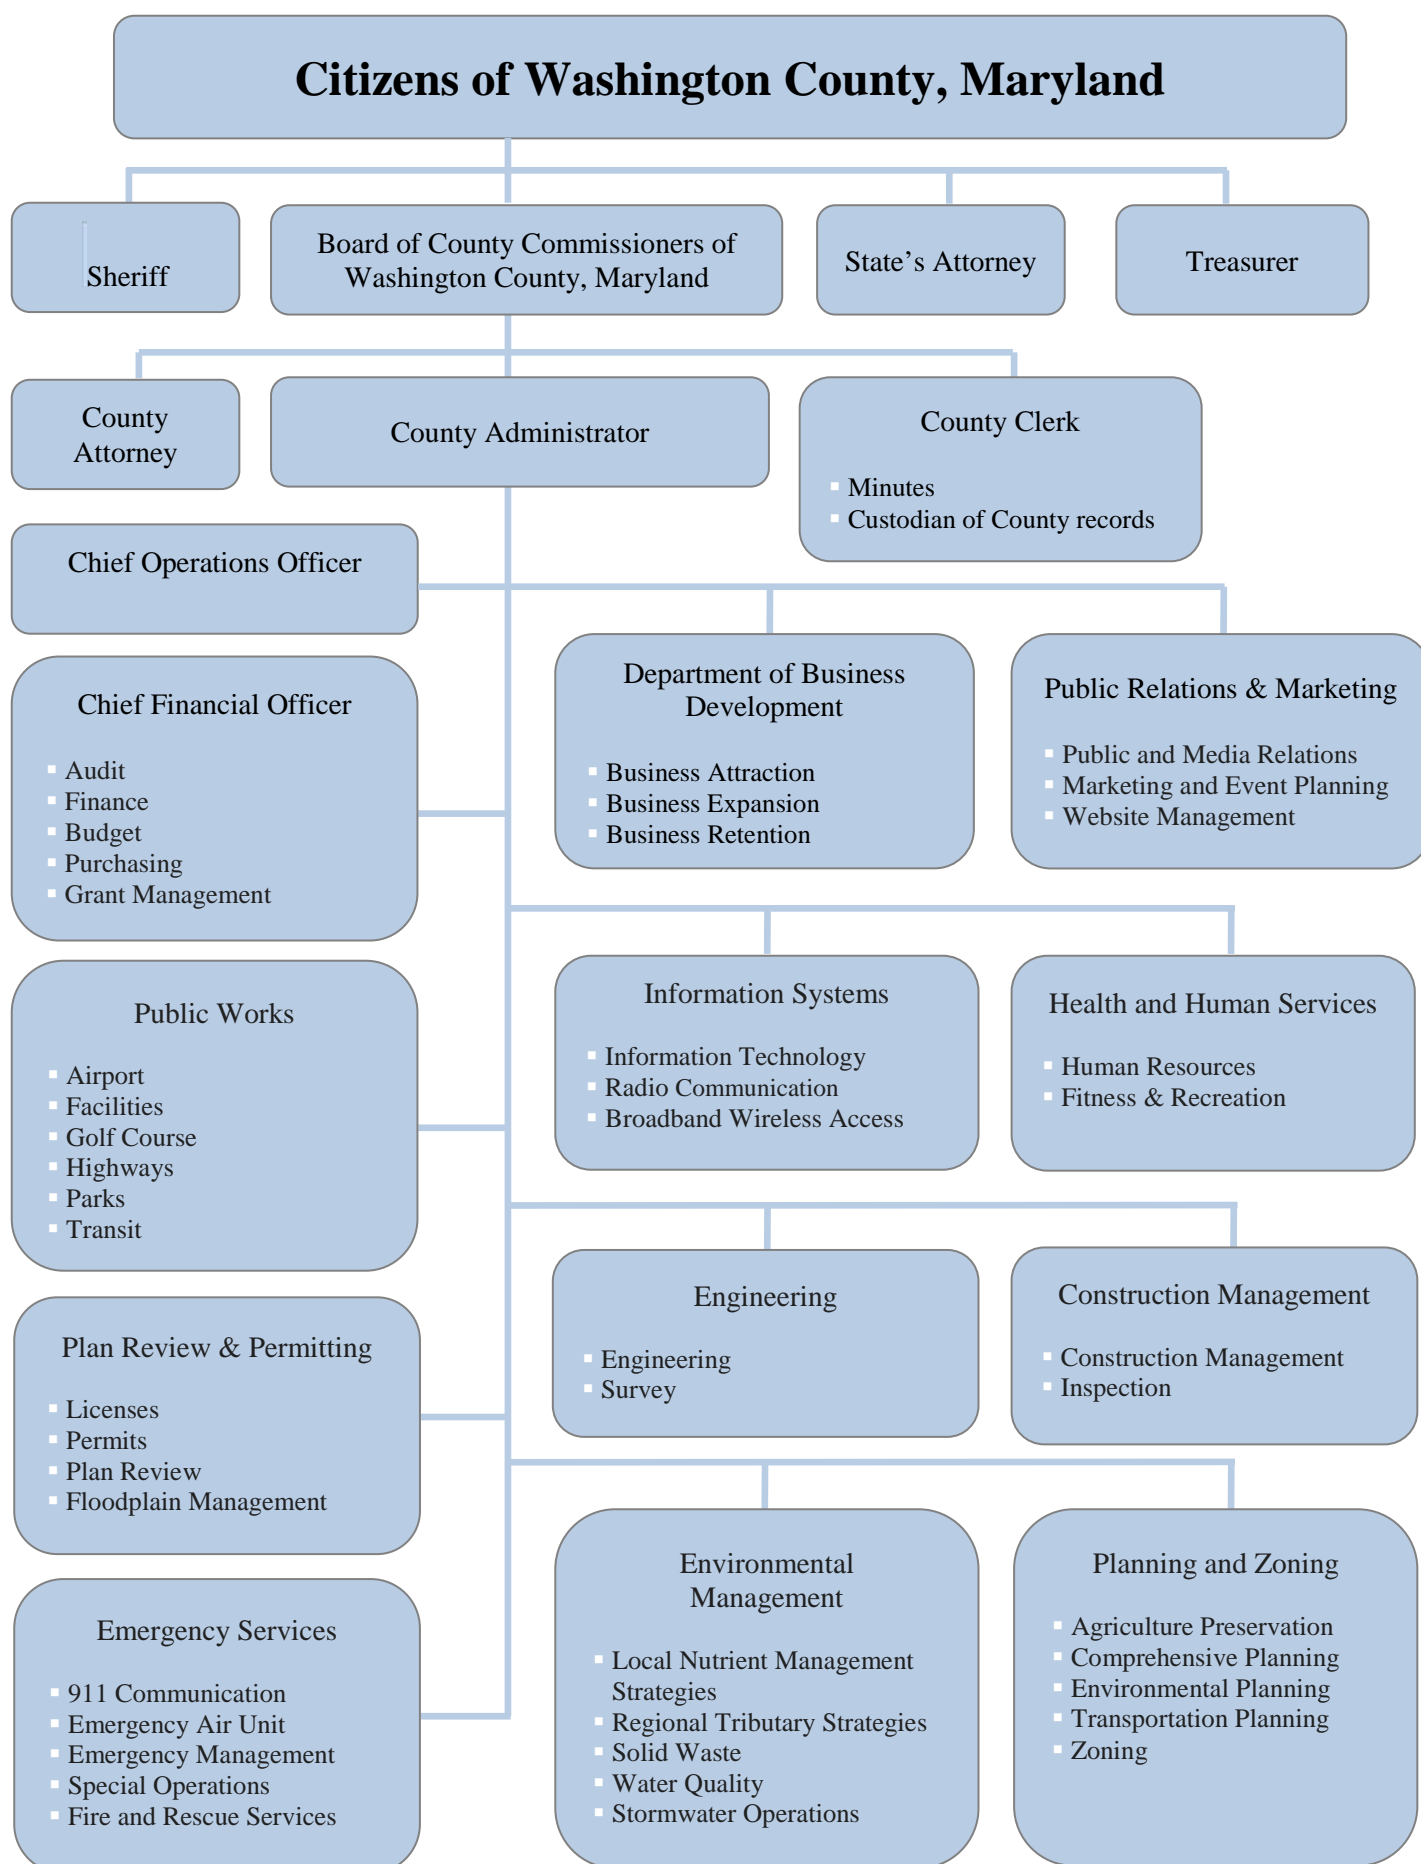 Citizens of Washington County, Maryland
Sheriff
Board of County Commissioners of
Washington County, Maryland
State’s Attorney
Treasurer
County
Attorney
County Administrator
County Clerk
▪ Minutes
▪ Custodian of County records
Chief Operations Officer
Chief Financial Officer
▪ Audit
▪ Finance
▪ Budget
▪ Purchasing
▪ Grant Management
Department of Business
Development
▪ Business Attraction
▪ Business Expansion
▪ Business Retention
Public Relations & Marketing
▪ Public and Media Relations
▪ Marketing and Event Planning
▪ Website Management
Public Works
▪ Airport
▪ Facilities
▪ Golf Course
▪ Highways
▪ Parks
▪ Transit
Information Systems
▪ Information Technology
▪ Radio Communication
▪ Broadband Wireless Access
Health and Human Services
▪ Human Resources
▪ Fitness & Recreation
Plan Review & Permitting
▪ Licenses
▪ Permits
▪ Plan Review
▪ Floodplain Management
Engineering
▪ Engineering
▪ Survey
Construction Management
▪ Construction Management
▪ Inspection
Emergency Services
▪ 911 Communication
▪ Emergency Air Unit
▪ Emergency Management
▪ Special Operations
▪ Fire and Rescue Services
Environmental
Management
▪ Local Nutrient Management
Strategies
▪ Regional Tributary Strategies
▪ Solid Waste
▪ Water Quality
▪ Stormwater Operations
Planning and Zoning
▪ Agriculture Preservation
▪ Comprehensive Planning
▪ Environmental Planning
▪ Transportation Planning
▪ Zoning